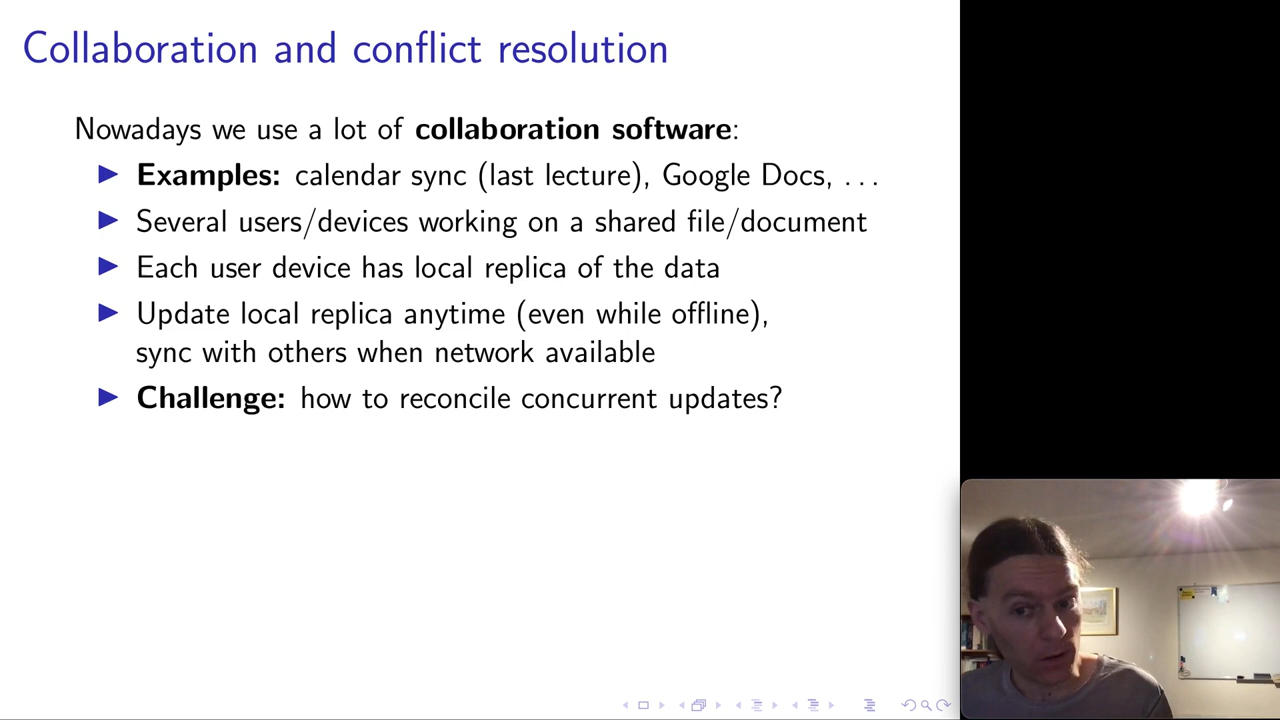 Collaboration and conflict resolution
Nowadays we use a lot of collaboration software:
Examples: calendar sync (last lecture), Google Docs, ...
Several users/devices working on a shared file/document
Each user device has local replica of the data
Update local replica anytime (even while offline),
sync with others when network available
Challenge: how to reconcile concurrent updates?